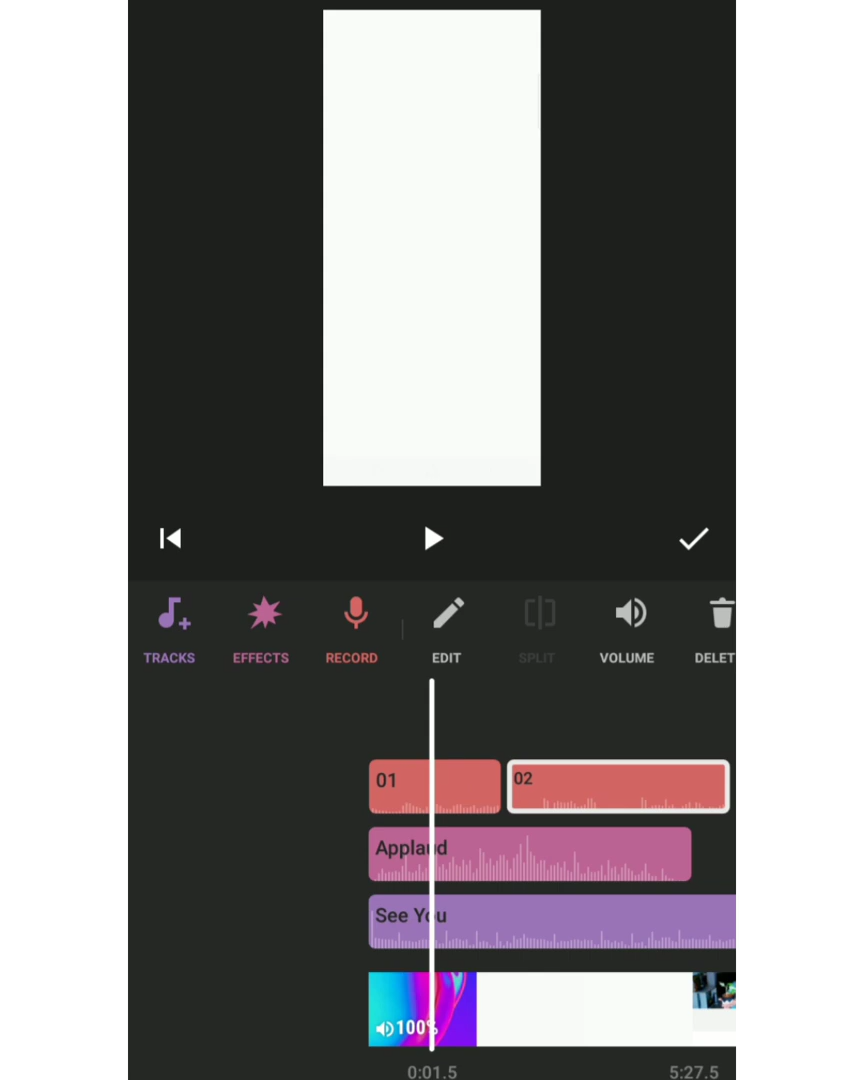 TRACKS EFFECTS RECORD EDIT SPLIT VOLUME DELET
01 02
Applaud
See You
100%
0:01.5 5:27.5